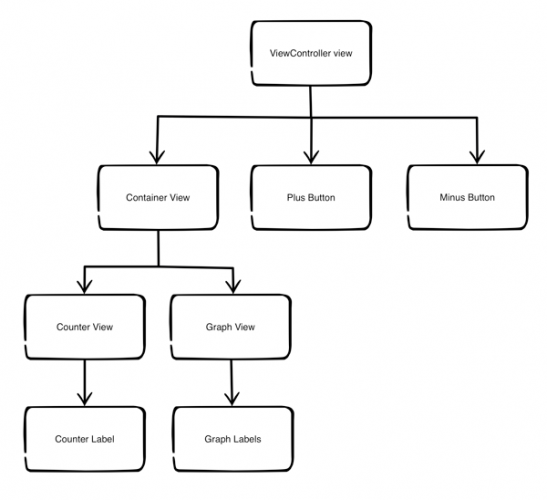 ViewController view
Container View
Plus Button
Minus Button
Counter View
Graph View
Counter Label
Graph Labels